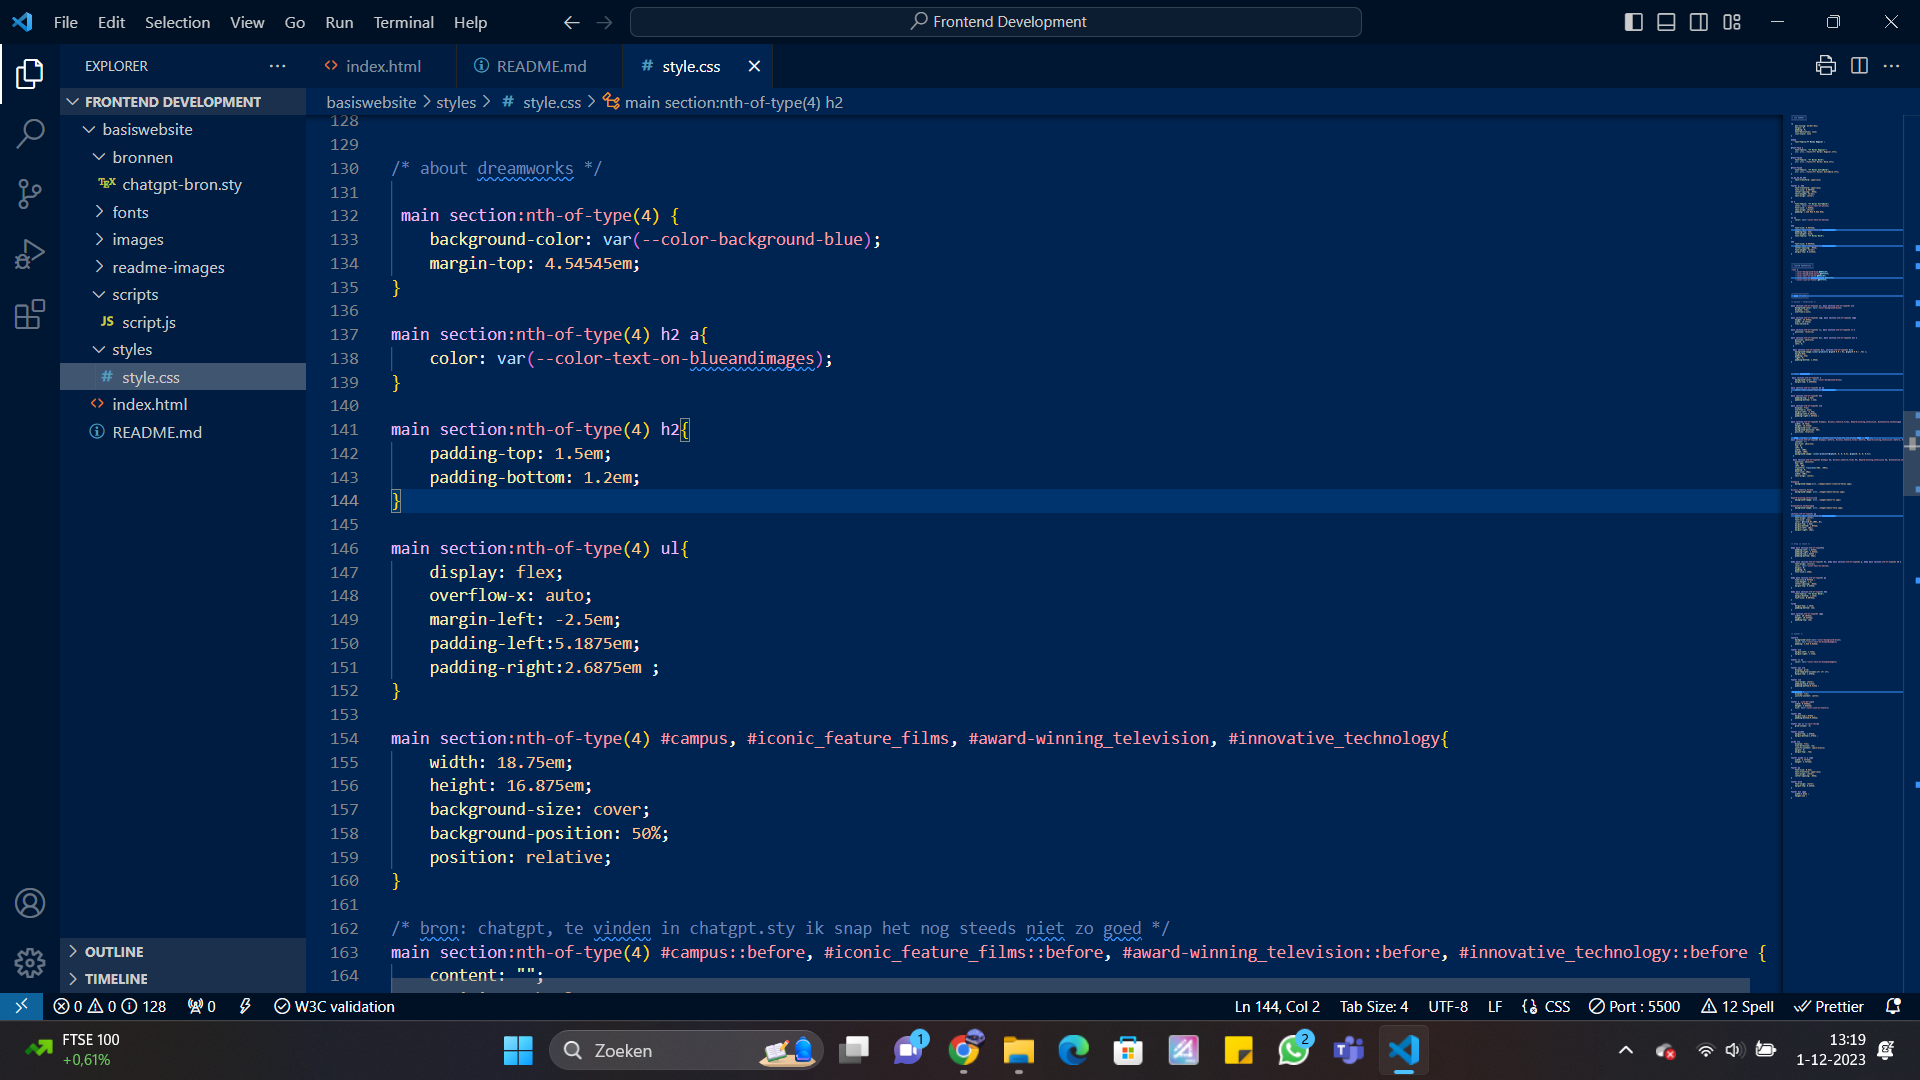 File Edit Selection View Go Run Terminal Help
Frontend Development
EXPLORER
index.html
README.md
# style.css
FRONTEND DEVELOPMENT
basiswebsite
bronnen
TEX chatgpt-bron.sty
fonts
images
readme-images
scripts
JS script.js
styles
# style.css
index.html
README.md
OUTLINE
TIMELINE
basiswebsite > styles > # style.css > main section:nth-of-type(4) h2
128
129
130 /* about dreamworks */
131
132 main section:nth-of-type(4) {
133 background-color: var(--color-background-blue);
134 margin-top: 4.54545em;
135 }
136
137 main section:nth-of-type(4) h2 a{
138 color: var(--color-text-on-blueandimages);
139 }
140
141 main section:nth-of-type(4) h2{
142 padding-top: 1.5em;
143 padding-bottom: 1.2em;
144 }
145
146 main section:nth-of-type(4) ul{
147 display: flex;
148 overflow-x: auto;
149 margin-left: -2.5em;
150 padding-left:5.1875em;
151 padding-right:2.6875em ;
152 }
153
154 main section:nth-of-type(4) #campus, #iconic_feature_films, #award-winning_television, #innovative_technology{
155 width: 18.75em;
156 height: 16.875em;
157 background-size: cover;
158 background-position: 50%;
159 position: relative;
160 }
161
162 /* bron: chatgpt, te vinden in chatgpt.sty ik snap het nog steeds niet zo goed */
163 main section:nth-of-type(4) #campus::before, #iconic_feature_films::before, #award-winning_television::before, #innovative_technology::before {
164 content: "";
0 0 128 0 W3C validation
Ln 144, Col 2 Tab Size: 4 UTF-8 LF {} CSS Port : 5500 12 Spell Prettier
FTSE 100
+0,61%
Zoeken
1
2
13:19
1-12-2023